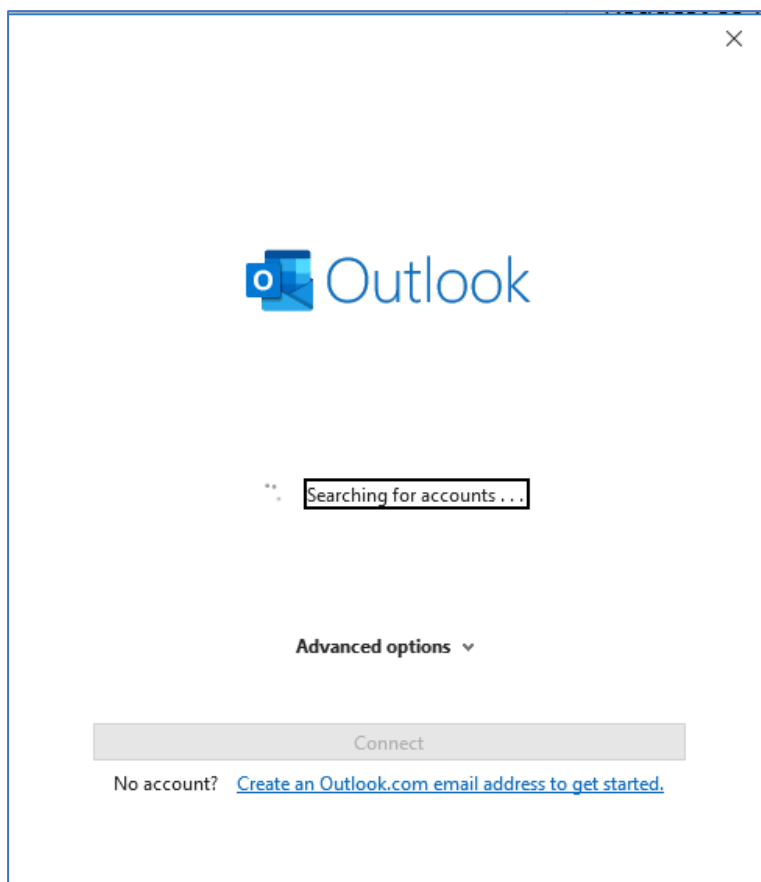 Outlook
Searching for accounts . . .
Advanced options
Connect
No account? Create an Outlook.com email address to get started.